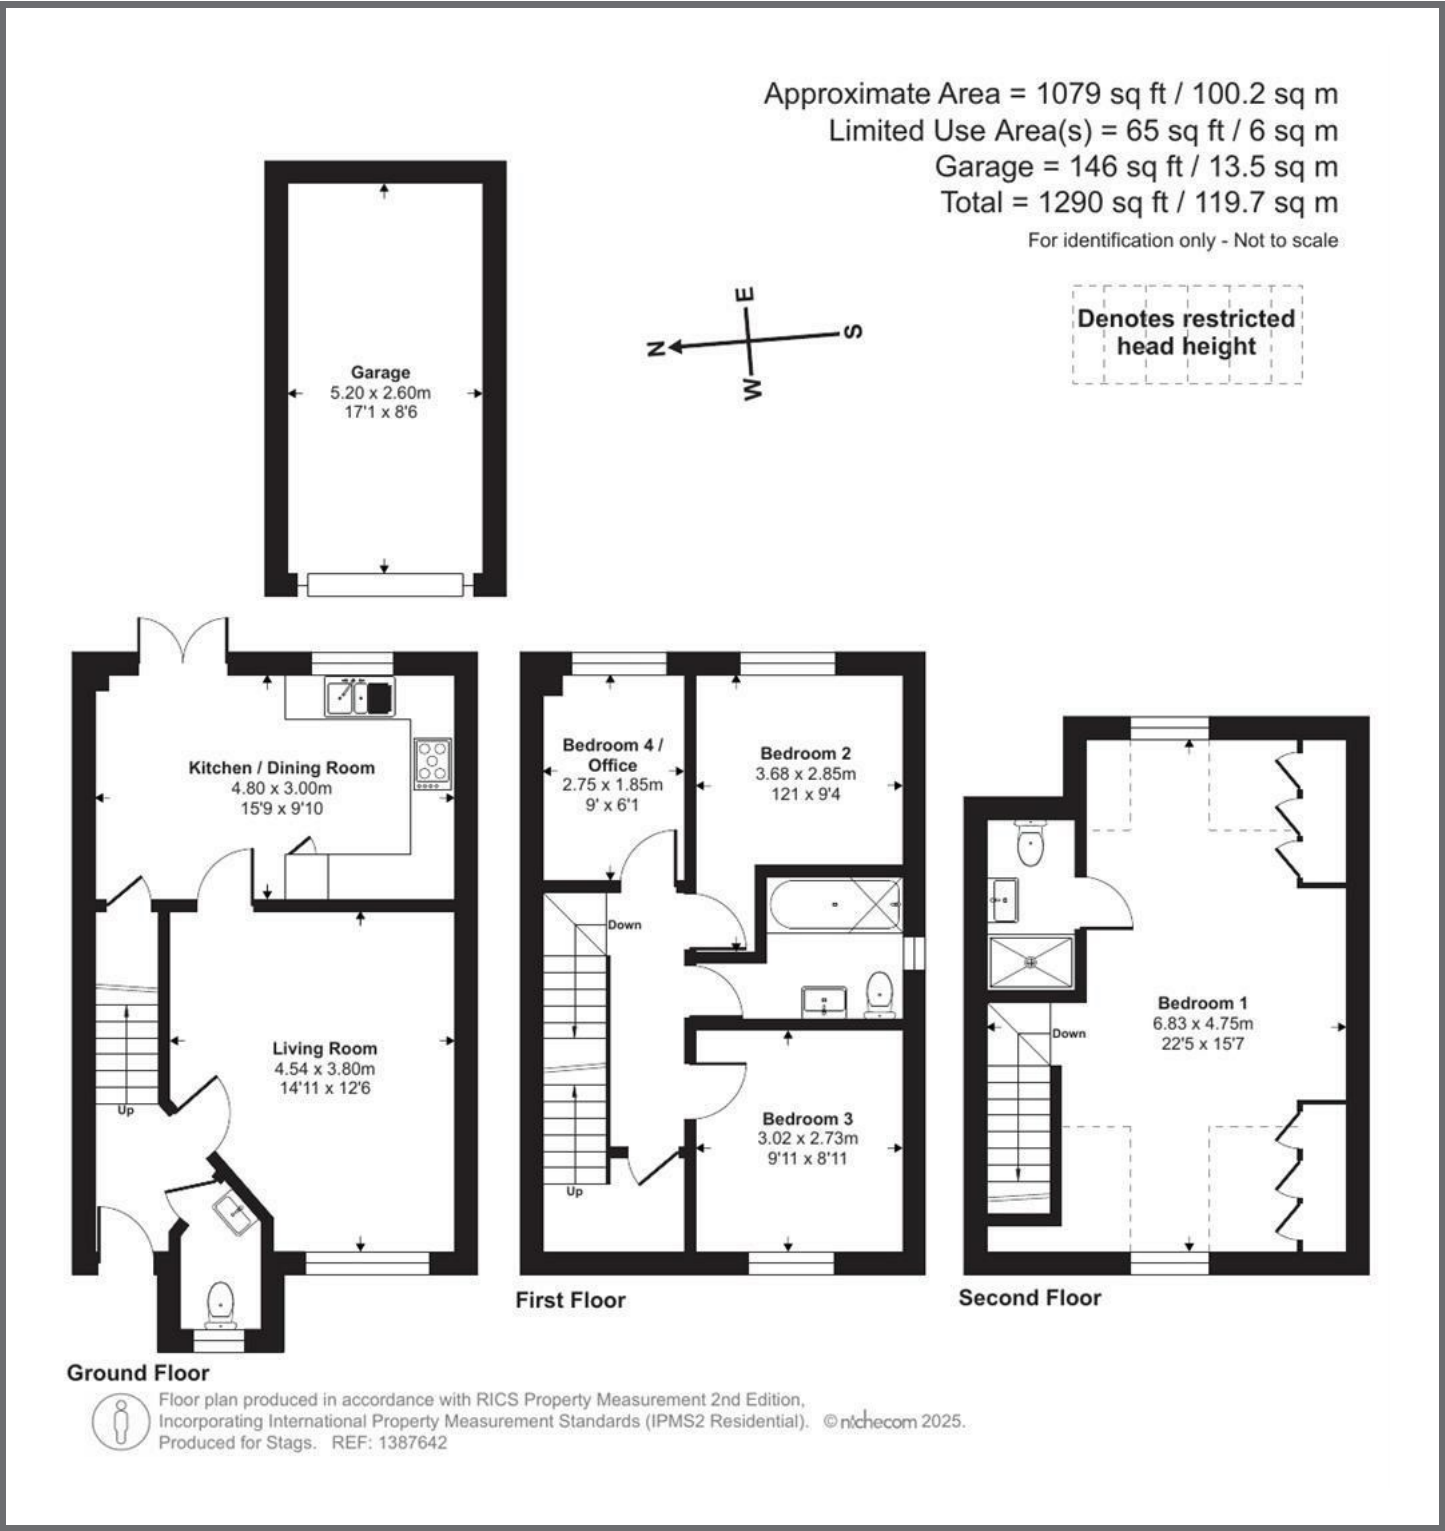 Approximate Area = 1079 sq ft / 100.2 sq m
Limited Use Area(s) = 65 sq ft / 6 sq m
Garage = 146 sq ft / 13.5 sq m
Total = 1290 sq ft / 119.7 sq m
For identification only - Not to scale
Denotes restricted
head height
N
E
S
W
Garage
5.20 x 2.60m
17'1 x 8'6
Kitchen / Dining Room
4.80 x 3.00m
15'9 x 9'10
Living Room
4.54 x 3.80m
14'11 x 12'6
Up
Ground Floor
Bedroom 4 /
Office
2.75 x 1.85m
9' x 6'1
Bedroom 2
3.68 x 2.85m
121 x 9'4
Down
Bedroom 3
3.02 x 2.73m
9'11 x 8'11
Up
First Floor
Bedroom 1
6.83 x 4.75m
22'5 x 15'7
Down
Second Floor
Floor plan produced in accordance with RICS Property Measurement 2nd Edition,
Incorporating International Property Measurement Standards (IPMS2 Residential). © nichecom 2025.
Produced for Stags. REF: 1387642